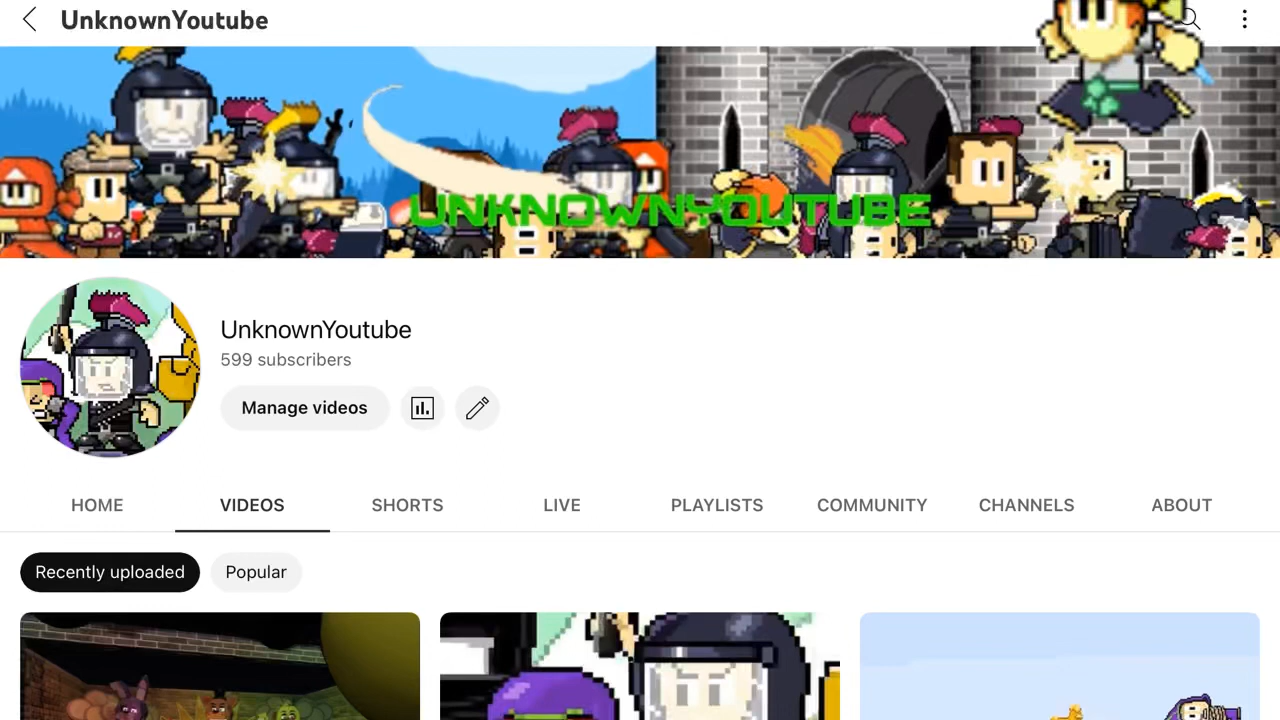 UnknownYoutube
UNKNOWNYOUTUBE
UnknownYoutube
599 subscribers
Manage videos
HOME VIDEOS SHORTS LIVE PLAYLISTS COMMUNITY CHANNELS ABOUT
Recently uploaded Popular